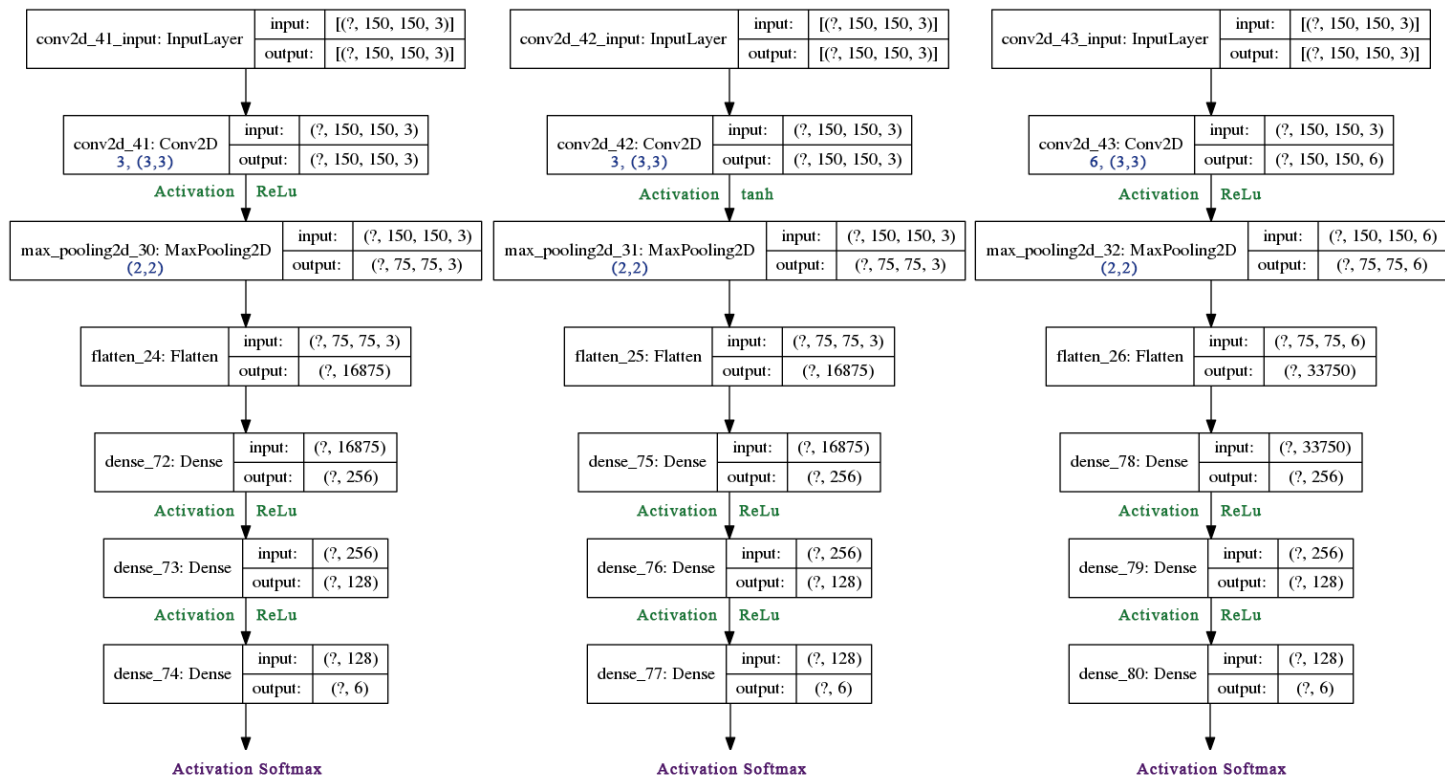 conv2d_41_input: InputLayer
input: [(?, 150, 150, 3)]
output: [(?, 150, 150, 3)]
conv2d_41: Conv2D
3, (3,3)
input: (?, 150, 150, 3)
output: (?, 150, 150, 3)
Activation ReLu
max_pooling2d_30: MaxPooling2D
(2,2)
input: (?, 150, 150, 3)
output: (?, 75, 75, 3)
flatten_24: Flatten
input: (?, 75, 75, 3)
output: (?, 16875)
dense_72: Dense
input: (?, 16875)
output: (?, 256)
Activation ReLu
dense_73: Dense
input: (?, 256)
output: (?, 128)
Activation ReLu
dense_74: Dense
input: (?, 128)
output: (?, 6)
Activation Softmax
conv2d_42_input: InputLayer
input: [(?, 150, 150, 3)]
output: [(?, 150, 150, 3)]
conv2d_42: Conv2D
3, (3,3)
input: (?, 150, 150, 3)
output: (?, 150, 150, 3)
Activation tanh
max_pooling2d_31: MaxPooling2D
(2,2)
input: (?, 150, 150, 3)
output: (?, 75, 75, 3)
flatten_25: Flatten
input: (?, 75, 75, 3)
output: (?, 16875)
dense_75: Dense
input: (?, 16875)
output: (?, 256)
Activation ReLu
dense_76: Dense
input: (?, 256)
output: (?, 128)
Activation ReLu
dense_77: Dense
input: (?, 128)
output: (?, 6)
Activation Softmax
conv2d_43_input: InputLayer
input: [(?, 150, 150, 3)]
output: [(?, 150, 150, 3)]
conv2d_43: Conv2D
6, (3,3)
input: (?, 150, 150, 3)
output: (?, 150, 150, 6)
Activation ReLu
max_pooling2d_32: MaxPooling2D
(2,2)
input: (?, 150, 150, 6)
output: (?, 75, 75, 6)
flatten_26: Flatten
input: (?, 75, 75, 6)
output: (?, 33750)
dense_78: Dense
input: (?, 33750)
output: (?, 256)
Activation ReLu
dense_79: Dense
input: (?, 256)
output: (?, 128)
Activation ReLu
dense_80: Dense
input: (?, 128)
output: (?, 6)
Activation Softmax